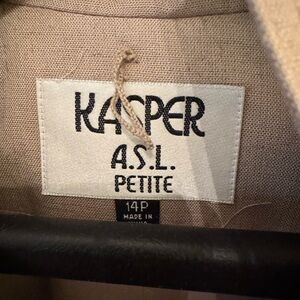 KASPER
A.S.L.
PETITE
14P
MADE IN